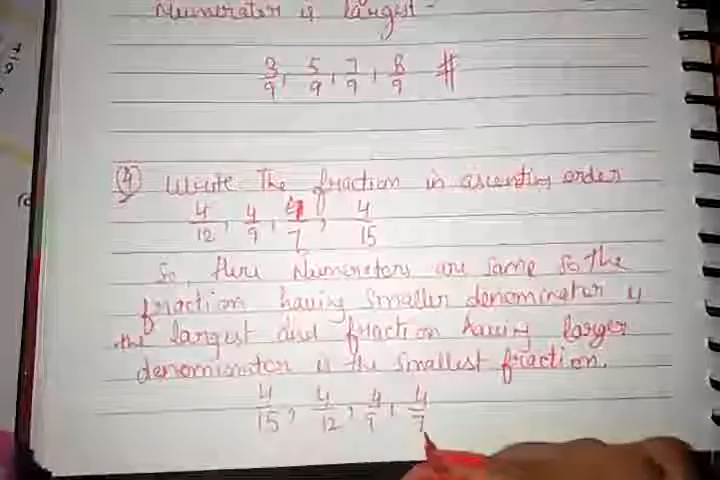 Numerator is largest
3/9, 5/9, 7/9, 8/9 #
Q4 Write The fraction in ascenting order
4/12, 4/9, 4/7, 4/15
So, Here Numerators are same so the
fraction having smaller denominator is
the largest and fraction having larger
denominator is the smallest fraction.
4/15, 4/12, 4/9, 4/7